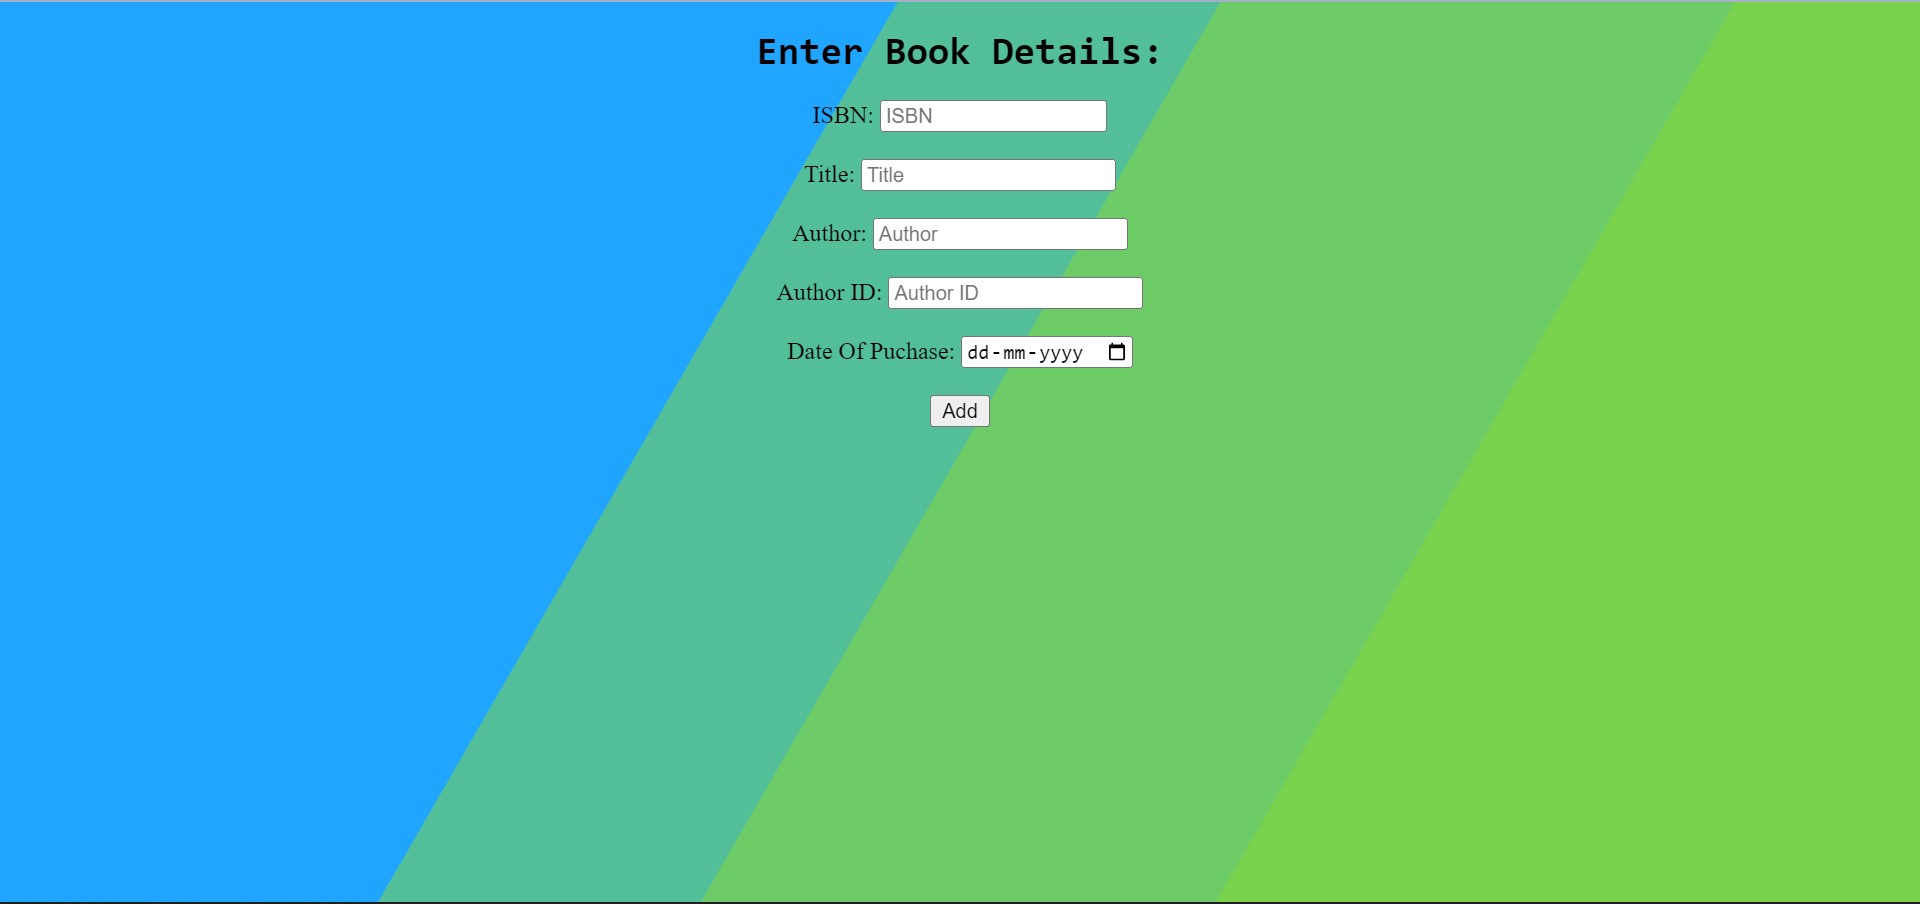 Enter Book Details:
ISBN: ISBN
Title: Title
Author: Author
Author ID: Author ID
Date Of Puchase: dd-mm-yyyy
Add